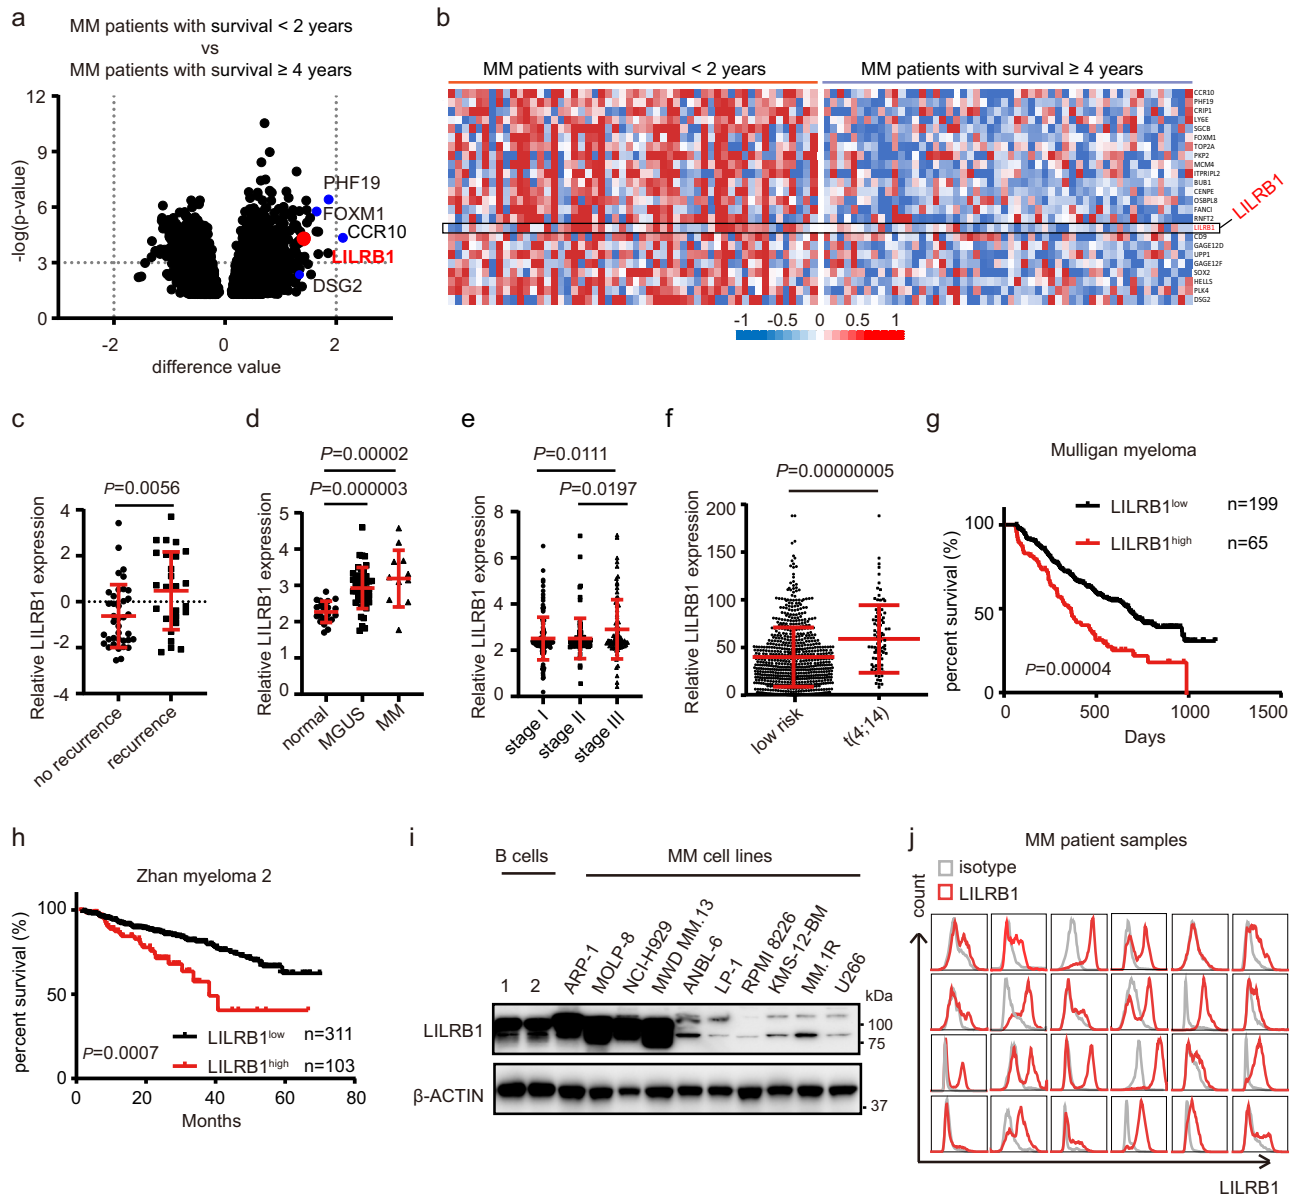 a
MM patients with survival < 2 years
vs
MM patients with survival ≥ 4 years
12
9
6
3
0
-log(p-value)
-2
0
2
difference value
PHF19
FOXM1
CCR10
LILRB1
DSG2
b
MM patients with survival < 2 years
MM patients with survival ≥ 4 years
CCR10
PHF19
CRIP1
LY6E
SGCB
FOXM1
TOP2A
PKP2
MCM4
ITPRIPL2
BUB1
CENPE
OSBPL8
FANCI
RNFT2
LILRB1
CD9
GAGE12D
UPP1
GAGE12F
SOX2
HELLS
PLK4
DSG2
LILRB1
-1 -0.5 0 0.5 1
c
P=0.0056
Relative LILRB1 expression
4
2
0
-2
-4
no recurrence
recurrence
d
P=0.00002
P=0.000003
Relative LILRB1 expression
5
4
3
2
1
0
normal
MGUS
MM
e
P=0.0111
P=0.0197
Relative LILRB1 expression
8
6
4
2
0
stage I
stage II
stage III
f
P=0.00000005
Relative LILRB1 expression
200
150
100
50
0
low risk
t(4;14)
g
Mulligan myeloma
LILRB1low n=199
LILRB1high n=65
percent survival (%)
100
50
0
P=0.00004
0 500 1000 1500
Days
h
Zhan myeloma 2
percent survival (%)
100
50
0
LILRB1low n=311
P=0.0007
LILRB1high n=103
0 20 40 60 80
Months
i
B cells
MM cell lines
1
2
ARP-1
MOLP-8
NCI-H929
MWD MM.13
ANBL-6
LP-1
RPMI 8226
KMS-12-BM
MM.1R
U266
kDa
LILRB1
100
75
β-ACTIN
37
j
MM patient samples
isotype
LILRB1
count
LILRB1